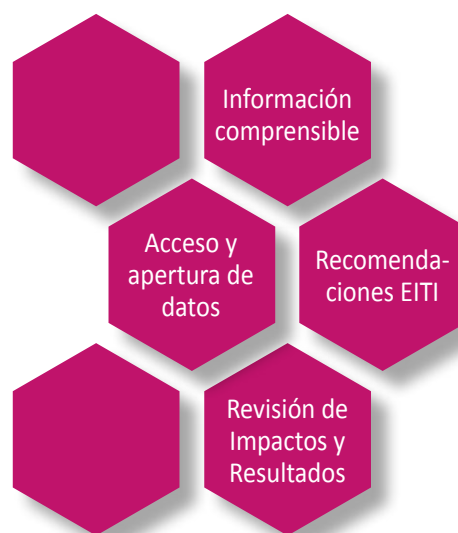 Información
comprensible
Acceso y
apertura de
datos
Recomenda-
ciones EITI
Revisión de
Impactos y
Resultados